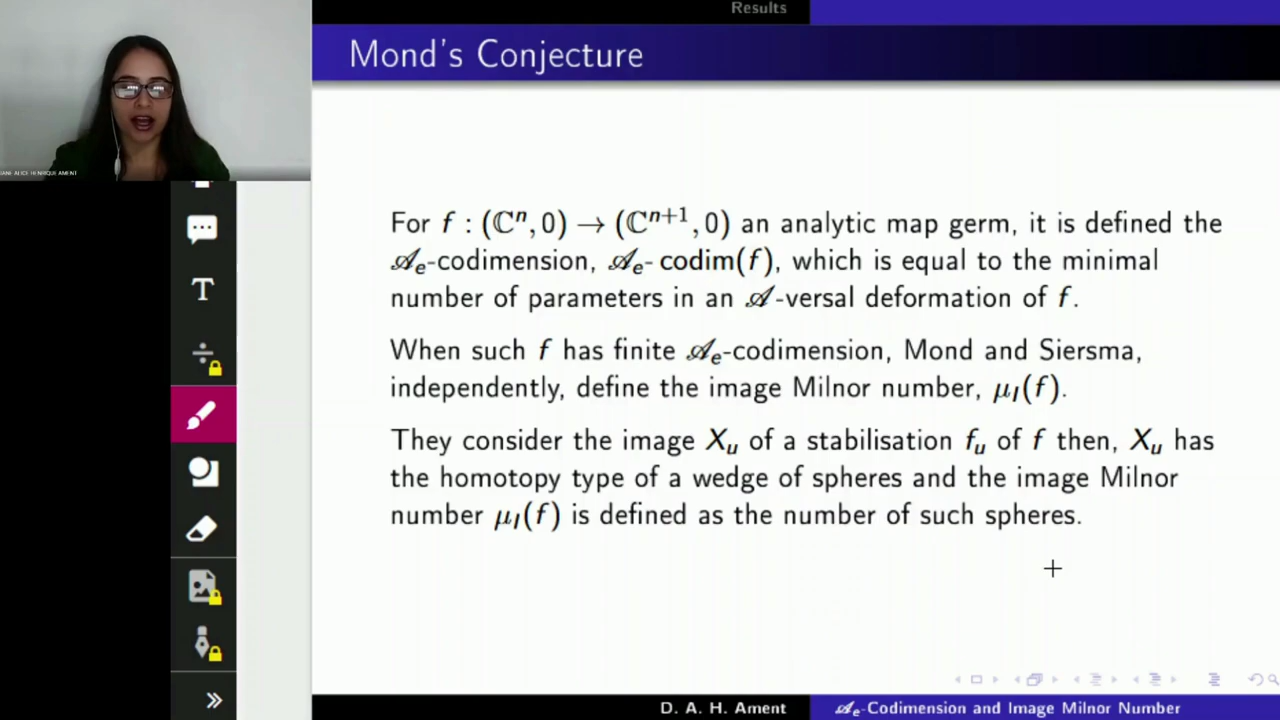 Results
Mond's Conjecture
For f : (ℂⁿ, 0) → (ℂⁿ⁺¹, 0) an analytic map germ, it is defined the
𝒜ₑ-codimension, 𝒜ₑ- codim(f), which is equal to the minimal
number of parameters in an 𝒜-versal deformation of f.
When such f has finite 𝒜ₑ-codimension, Mond and Siersma,
independently, define the image Milnor number, μ_I(f).
They consider the image X_u of a stabilisation f_u of f then, X_u has
the homotopy type of a wedge of spheres and the image Milnor
number μ_I(f) is defined as the number of such spheres.
D. A. H. Ament
𝒜ₑ-Codimension and Image Milnor Number